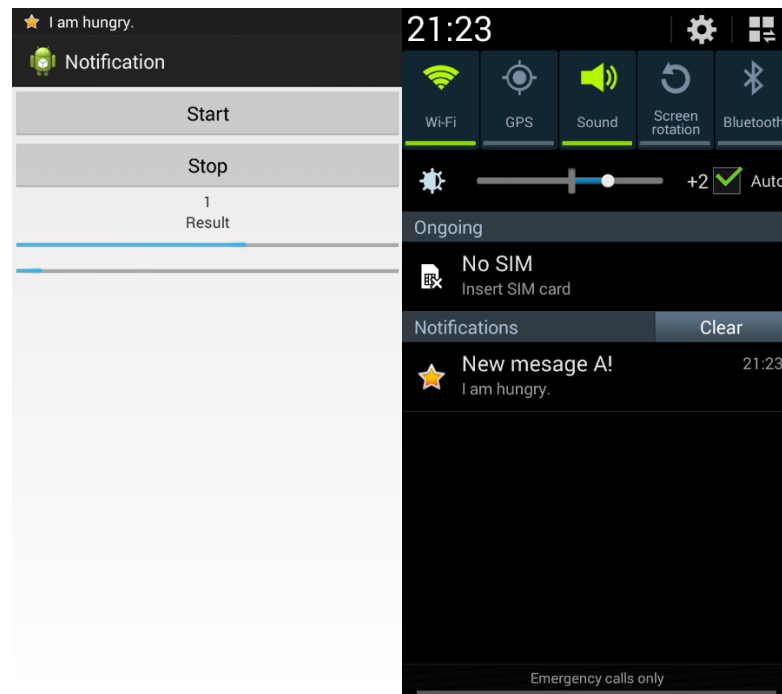 I am hungry.
Notification
Start
Stop
1
Result
21:23
Wi-Fi
GPS
Sound
Screen
rotation
Bluetooth
+2
Auto
Ongoing
No SIM
Insert SIM card
Notifications
Clear
New mesage A!
21:23
I am hungry.
Emergency calls only